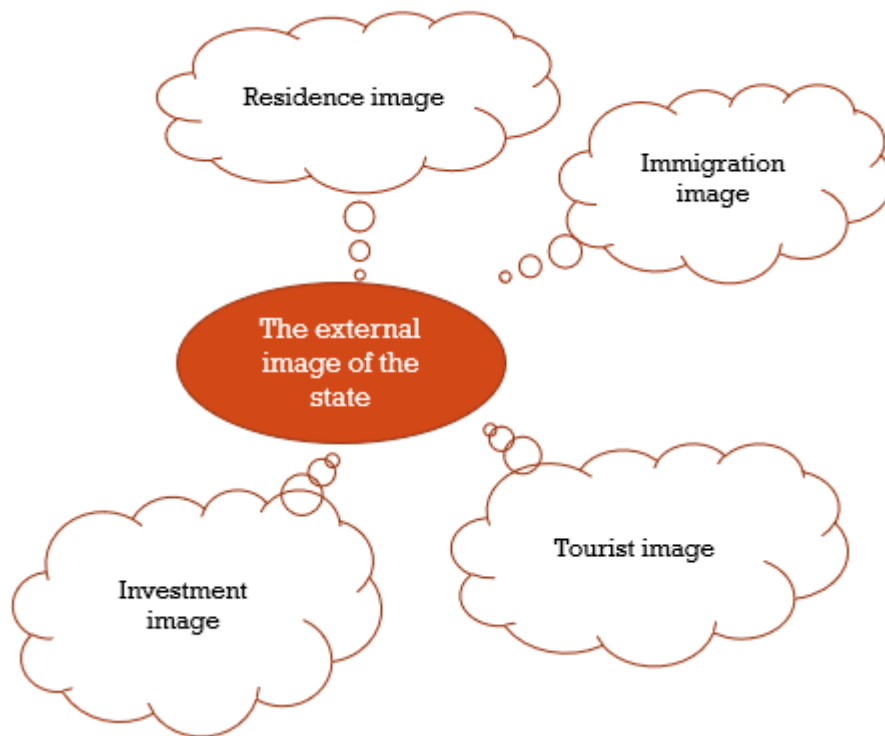 Residence image
Immigration
image
The external
image of the
state
Tourist image
Investment
image